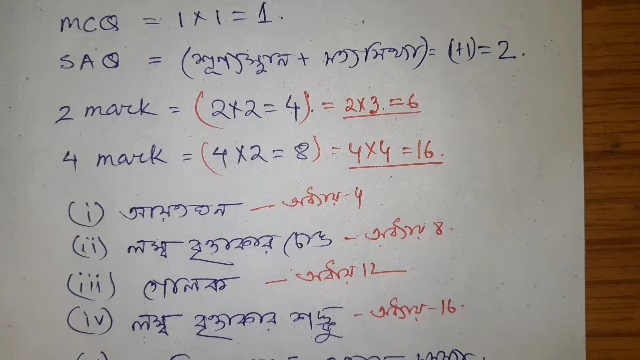 MCQ = 1 × 1 = 1.
SAQ = (শূন্যস্থান + সত্যমিথ্যা) = (1+1) = 2.
2 mark = (2×2 = 4). = 2×3 = 6
4 mark = (4×2 = 8) = 4×4 = 16.
(i) আয়তঘন — অধ্যায়-4
(ii) লম্ব বৃত্তাকার চোঙ — অধ্যায় 8.
(iii) গোলক — অধ্যায় 12
(iv) লম্ব বৃত্তাকার শঙ্কু — অধ্যায়-16.